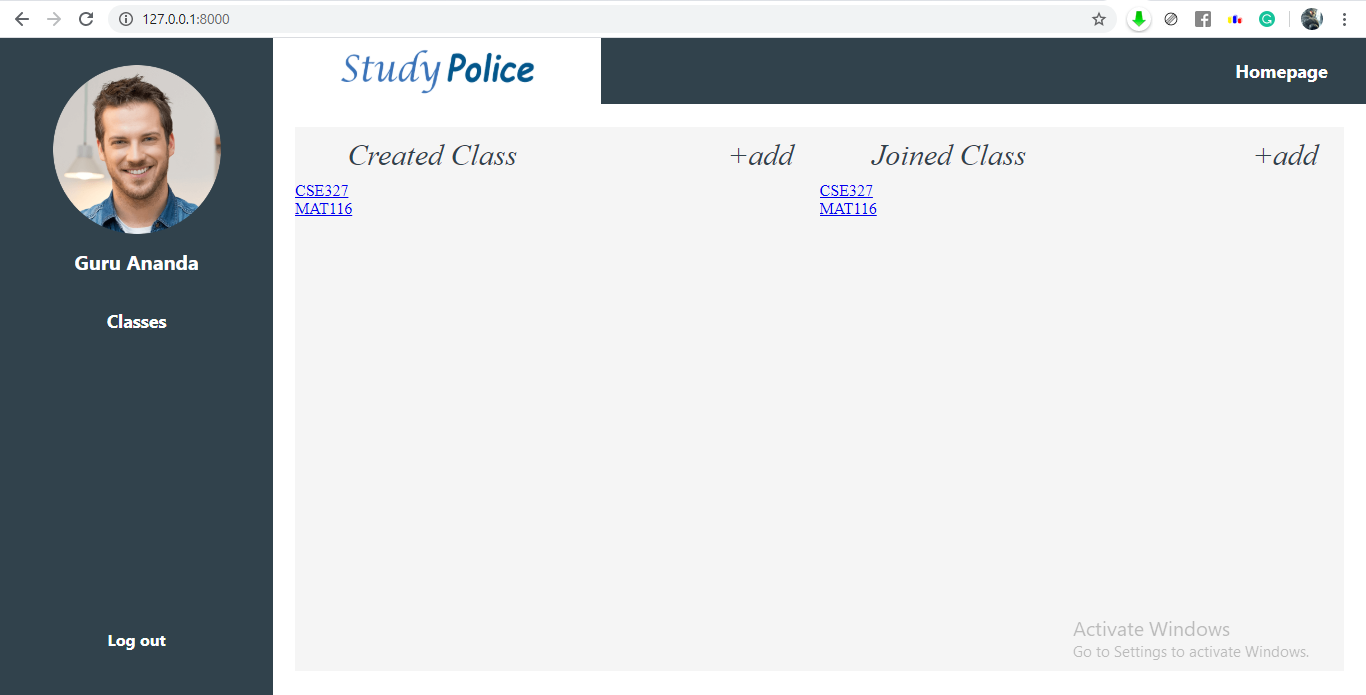 127.0.0.1:8000
Study Police
Homepage
Guru Ananda
Classes
Log out
Created Class +add Joined Class +add
CSE327 CSE327
MAT116 MAT116
Activate Windows
Go to Settings to activate Windows.